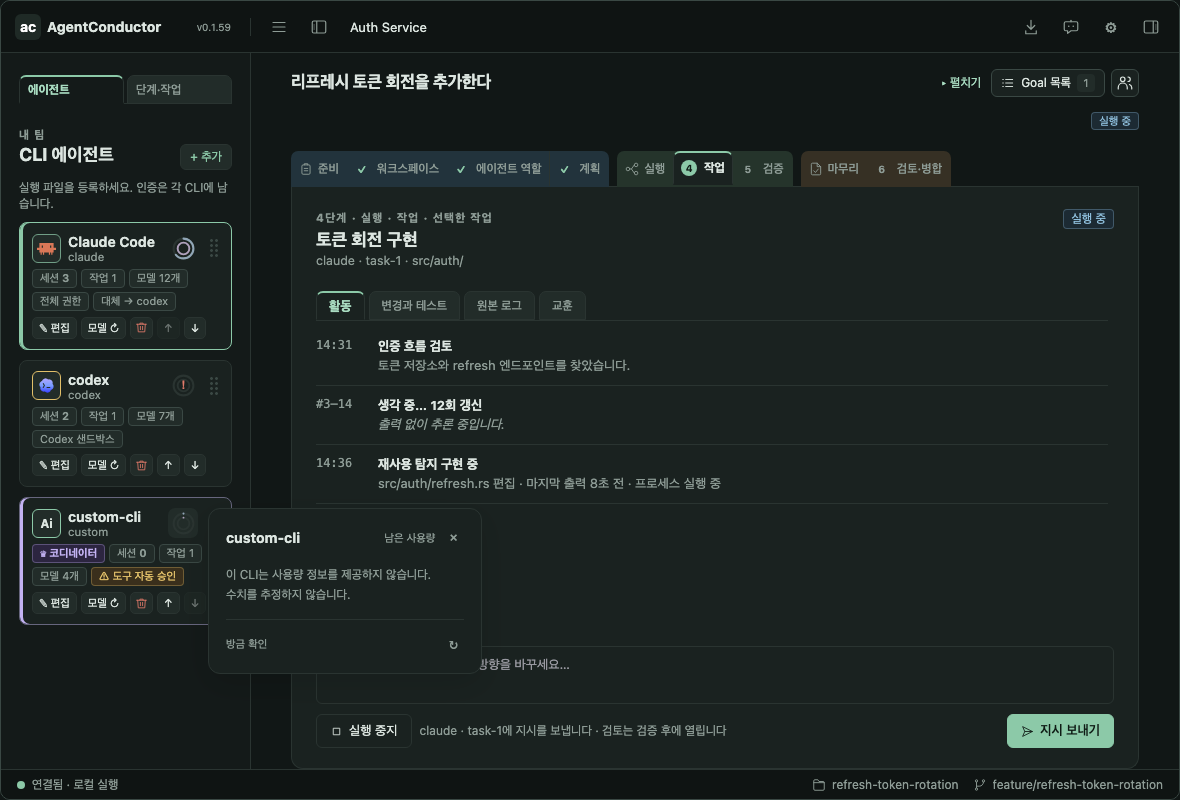 ac AgentConductor v0.1.59 Auth Service
에이전트 단계·작업
내 팀
CLI 에이전트
+ 추가
실행 파일을 등록하세요. 인증은 각 CLI에 남
습니다.
Claude Code
claude
세션 3 작업 1 모델 12개
전체 권한 대체 → codex
✎ 편집 모델 ↻ ↑ ↓
codex
codex
!
세션 2 작업 1 모델 7개
Codex 샌드박스
✎ 편집 모델 ↻ ↑ ↓
Ai
custom-cli
custom
♛ 코디네이터 세션 0 작업 1
모델 4개 ⚠ 도구 자동 승인
✎ 편집 모델 ↻ ↑ ↓
리프레시 토큰 회전을 추가한다
▸ 펼치기 Goal 목록 1
실행 중
준비 ✓ 워크스페이스 ✓ 에이전트 역할 ✓ 계획 실행 4 작업 5 검증 마무리 6 검토·병합
4단계 · 실행 · 작업 · 선택한 작업
실행 중
토큰 회전 구현
claude · task-1 · src/auth/
활동 변경과 테스트 원본 로그 교훈
14:31 인증 흐름 검토
토큰 저장소와 refresh 엔드포인트를 찾았습니다.
#3–14 생각 중... 12회 갱신
출력 없이 추론 중입니다.
14:36 재사용 탐지 구현 중
src/auth/refresh.rs 편집 · 마지막 출력 8초 전 · 프로세스 실행 중
custom-cli 남은 사용량 ×
이 CLI는 사용량 정보를 제공하지 않습니다.
수치를 추정하지 않습니다.
방금 확인 ↻
방향을 바꾸세요...
실행 중지 claude · task-1에 지시를 보냅니다 · 검토는 검증 후에 열립니다
지시 보내기
연결됨 · 로컬 실행
refresh-token-rotation feature/refresh-token-rotation